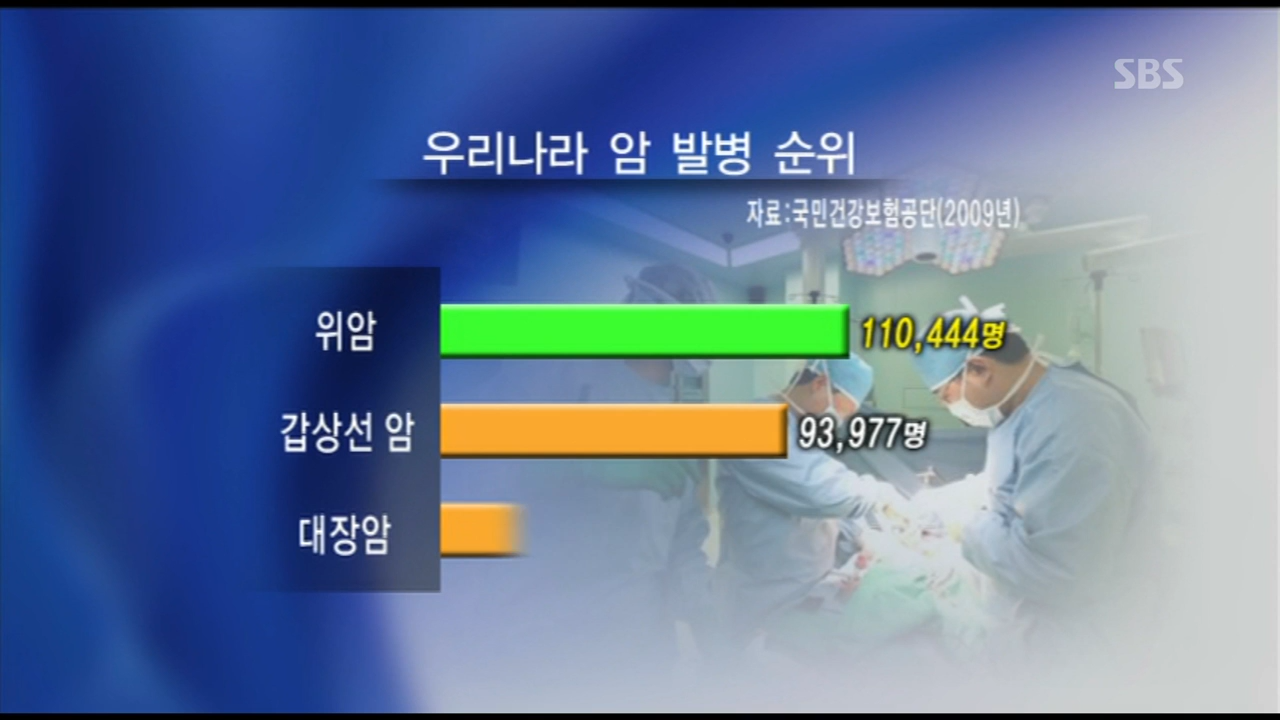 SBS
우리나라 암 발병 순위
자료:국민건강보험공단(2009년)
위암 110,444명
갑상선 암 93,977명
대장암